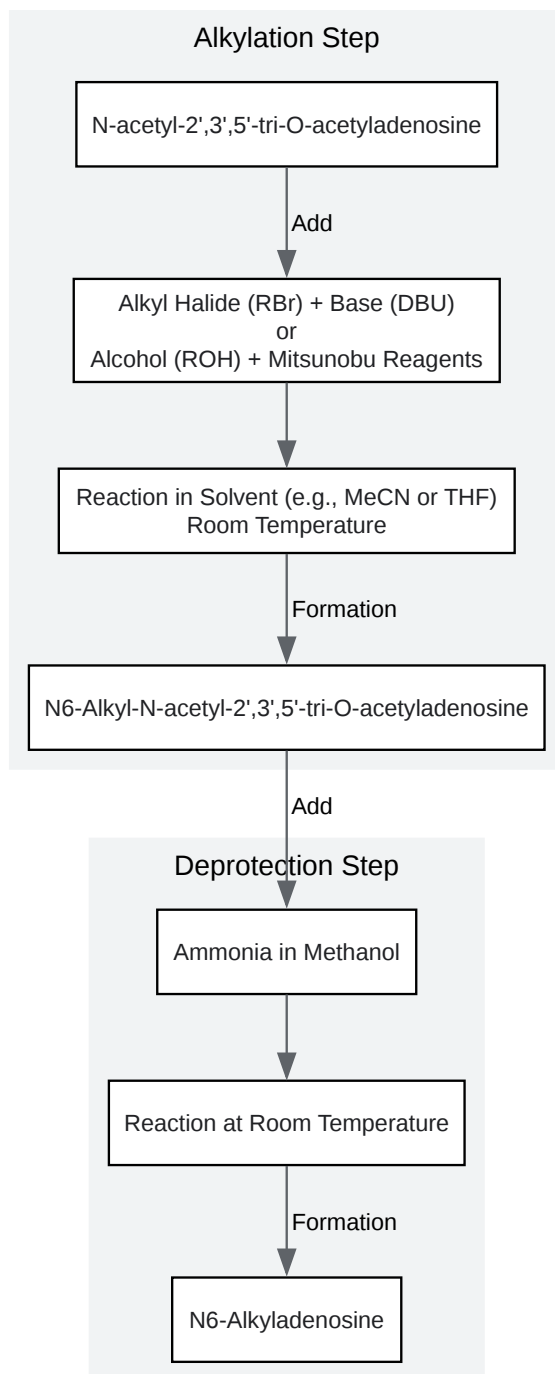 Alkylation Step
N-acetyl-2',3',5'-tri-O-acetyladenosine
Add
Alkyl Halide (RBr) + Base (DBU)
or
Alcohol (ROH) + Mitsunobu Reagents
Reaction in Solvent (e.g., MeCN or THF)
Room Temperature
Formation
N6-Alkyl-N-acetyl-2',3',5'-tri-O-acetyladenosine
Add
Deprotection Step
Ammonia in Methanol
Reaction at Room Temperature
Formation
N6-Alkyladenosine